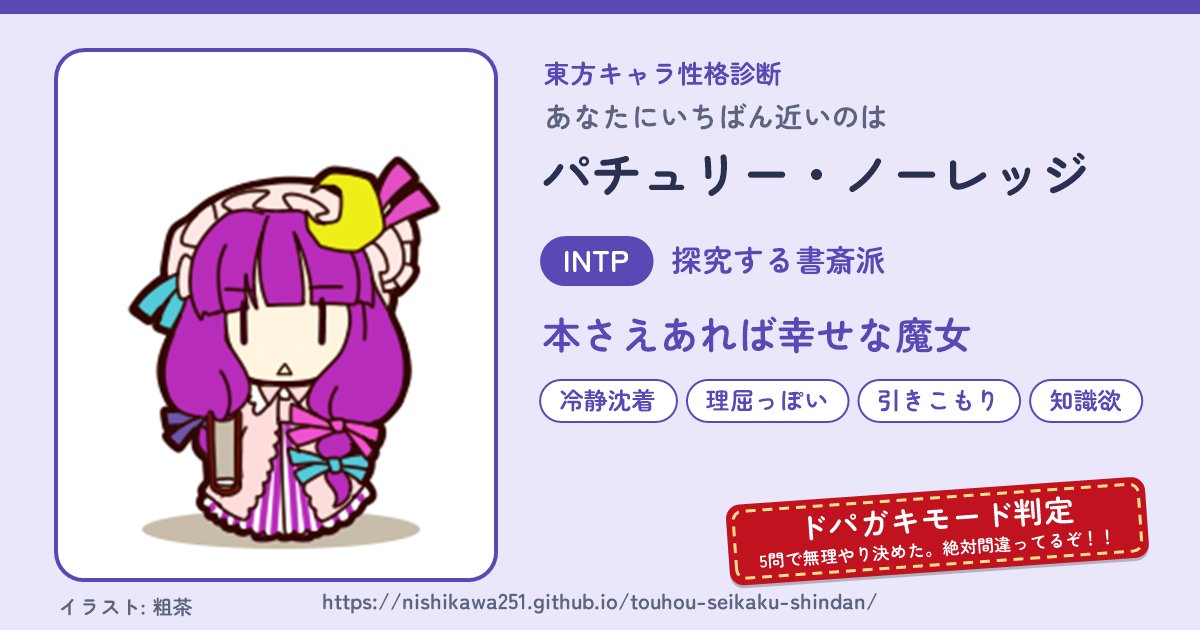 東方キャラ性格診断
あなたにいちばん近いのは
パチュリー・ノーレッジ
INTP 探究する書斎派
本さえあれば幸せな魔女
冷静沈着 理屈っぽい 引きこもり 知識欲
ドパガキモード判定
5問で無理やり決めた。絶対間違ってるぞ！！
イラスト: 粗茶
https://nishikawa251.github.io/touhou-seikaku-shindan/